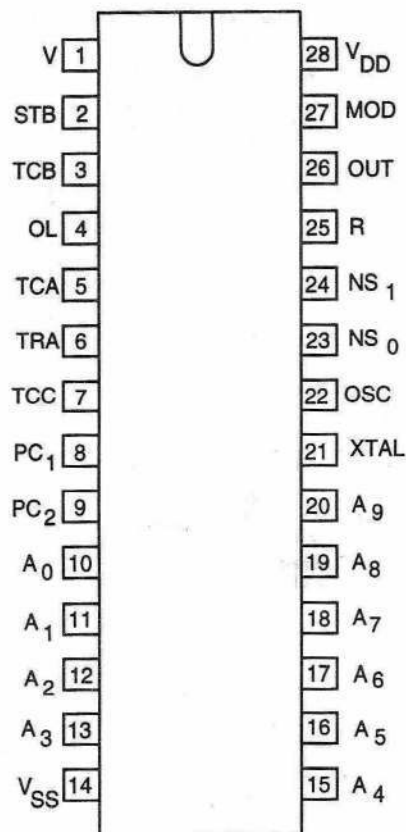 V 1 28 VDD
STB 2 27 MOD
TCB 3 26 OUT
OL 4 25 R
TCA 5 24 NS1
TRA 6 23 NS0
TCC 7 22 OSC
PC1 8 21 XTAL
PC2 9 20 A9
A0 10 19 A8
A1 11 18 A7
A2 12 17 A6
A3 13 16 A5
VSS 14 15 A4